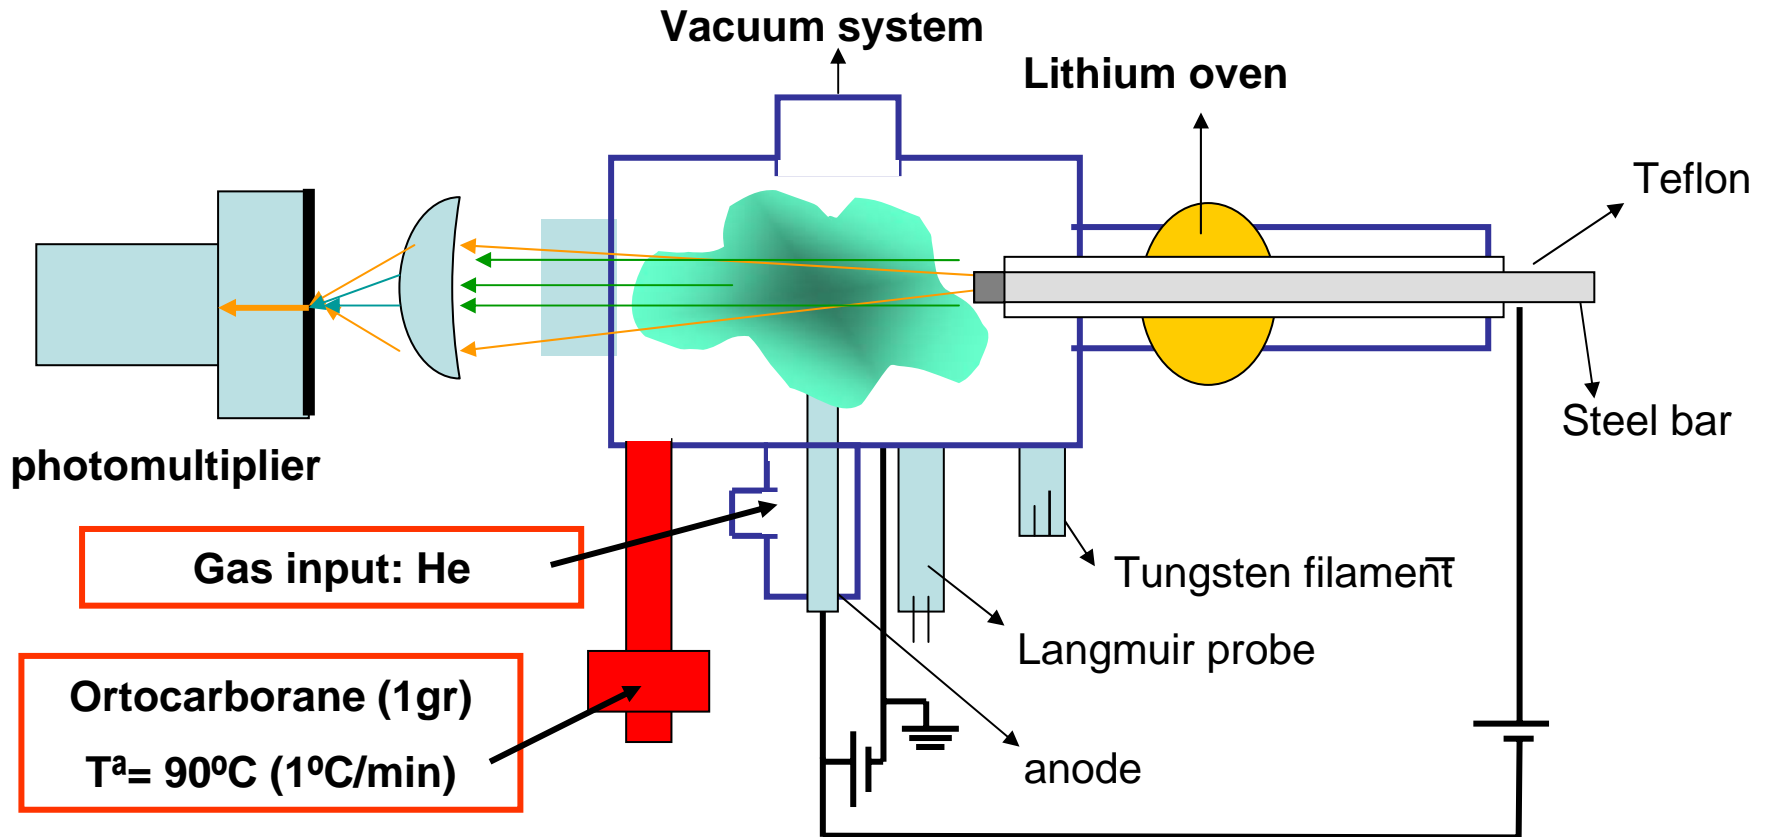 Vacuum system
Lithium oven
Teflon
Steel bar
photomultiplier
Gas input: He
Tungsten filament
Langmuir probe
Ortocarborane (1gr)
Tª= 90ºC (1ºC/min)
anode